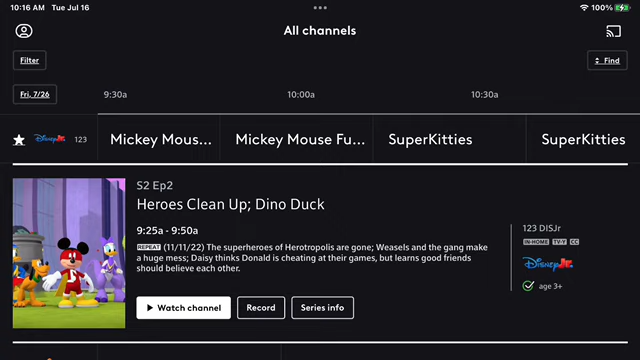 10:16 AM Tue Jul 16
100%
All channels
Filter
Find
Fri, 7/26
9:30a 10:00a 10:30a
Disney Jr. 123 Mickey Mous... Mickey Mouse Fu... SuperKitties SuperKitties
S2 Ep2
Heroes Clean Up; Dino Duck
9:25a - 9:50a
REPEAT (11/11/22) The superheroes of Herotropolis are gone; Weasels and the gang make
a huge mess; Daisy thinks Donald is cheating at their games, but learns good friends
should believe each other.
123 DISJr
IN-HOME TV-Y CC
Disney Jr.
age 3+
Watch channel Record Series info